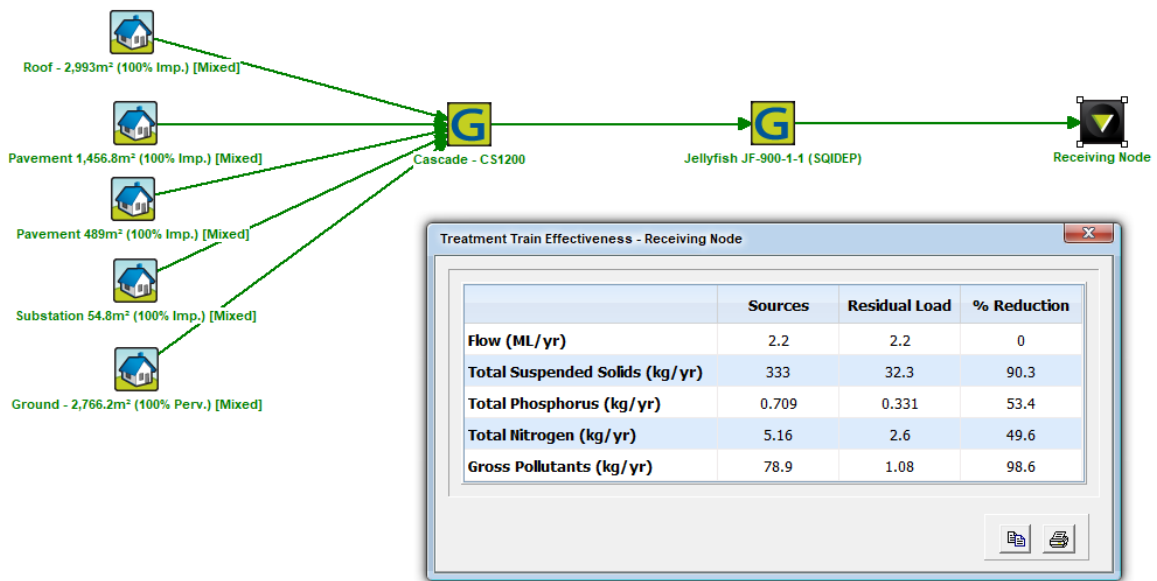 Roof - 2,993m² (100% Imp.) [Mixed]
Pavement 1,456.8m² (100% Imp.) [Mixed]
Pavement 489m² (100% Imp.) [Mixed]
Substation 54.8m² (100% Imp.) [Mixed]
Ground - 2,766.2m² (100% Perv.) [Mixed]
G
Cascade - CS1200
G
Jellyfish JF-900-1-1 (SQIDEP)
Receiving Node
Treatment Train Effectiveness - Receiving Node
Sources Residual Load % Reduction
Flow (ML/yr) 2.2 2.2 0
Total Suspended Solids (kg/yr) 333 32.3 90.3
Total Phosphorus (kg/yr) 0.709 0.331 53.4
Total Nitrogen (kg/yr) 5.16 2.6 49.6
Gross Pollutants (kg/yr) 78.9 1.08 98.6